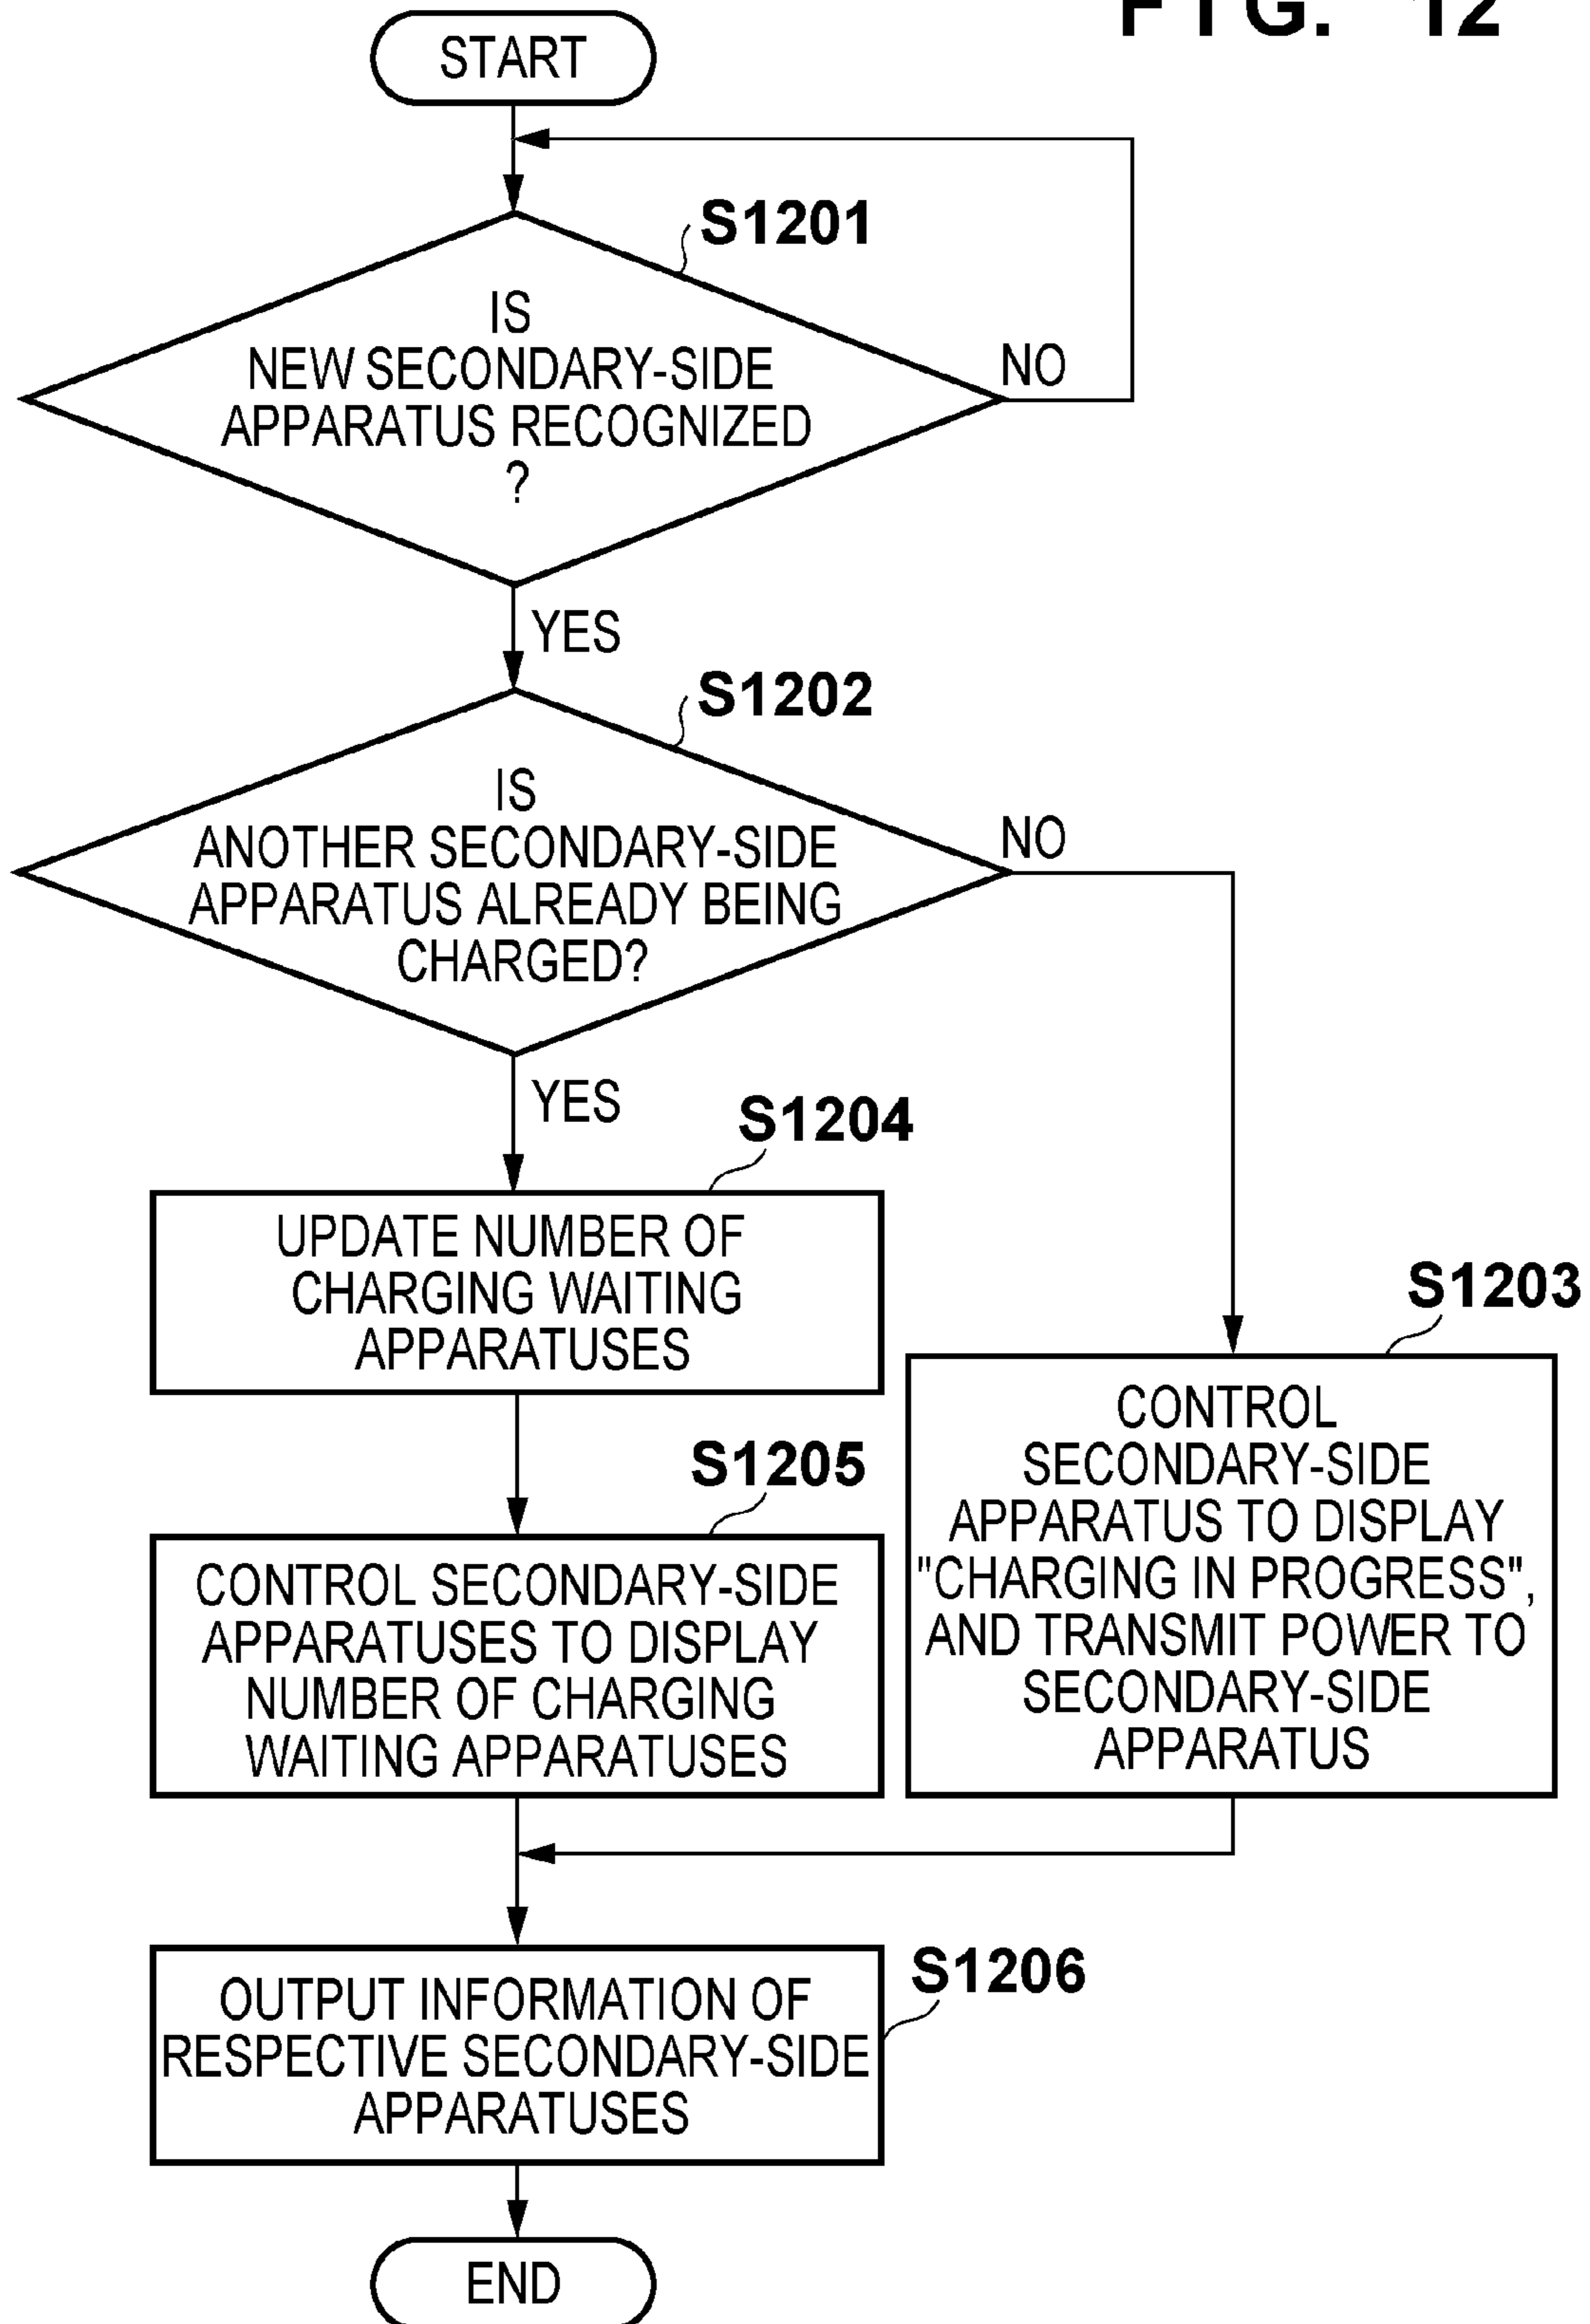 FIG. 12
START
S1201
IS
NEW SECONDARY-SIDE
APPARATUS RECOGNIZED
?
NO
YES
S1202
IS
ANOTHER SECONDARY-SIDE
APPARATUS ALREADY BEING
CHARGED?
NO
YES
S1204
UPDATE NUMBER OF
CHARGING WAITING
APPARATUSES
S1203
CONTROL
SECONDARY-SIDE
APPARATUS TO DISPLAY
"CHARGING IN PROGRESS",
AND TRANSMIT POWER TO
SECONDARY-SIDE
APPARATUS
S1205
CONTROL SECONDARY-SIDE
APPARATUSES TO DISPLAY
NUMBER OF CHARGING
WAITING APPARATUSES
S1206
OUTPUT INFORMATION OF
RESPECTIVE SECONDARY-SIDE
APPARATUSES
END